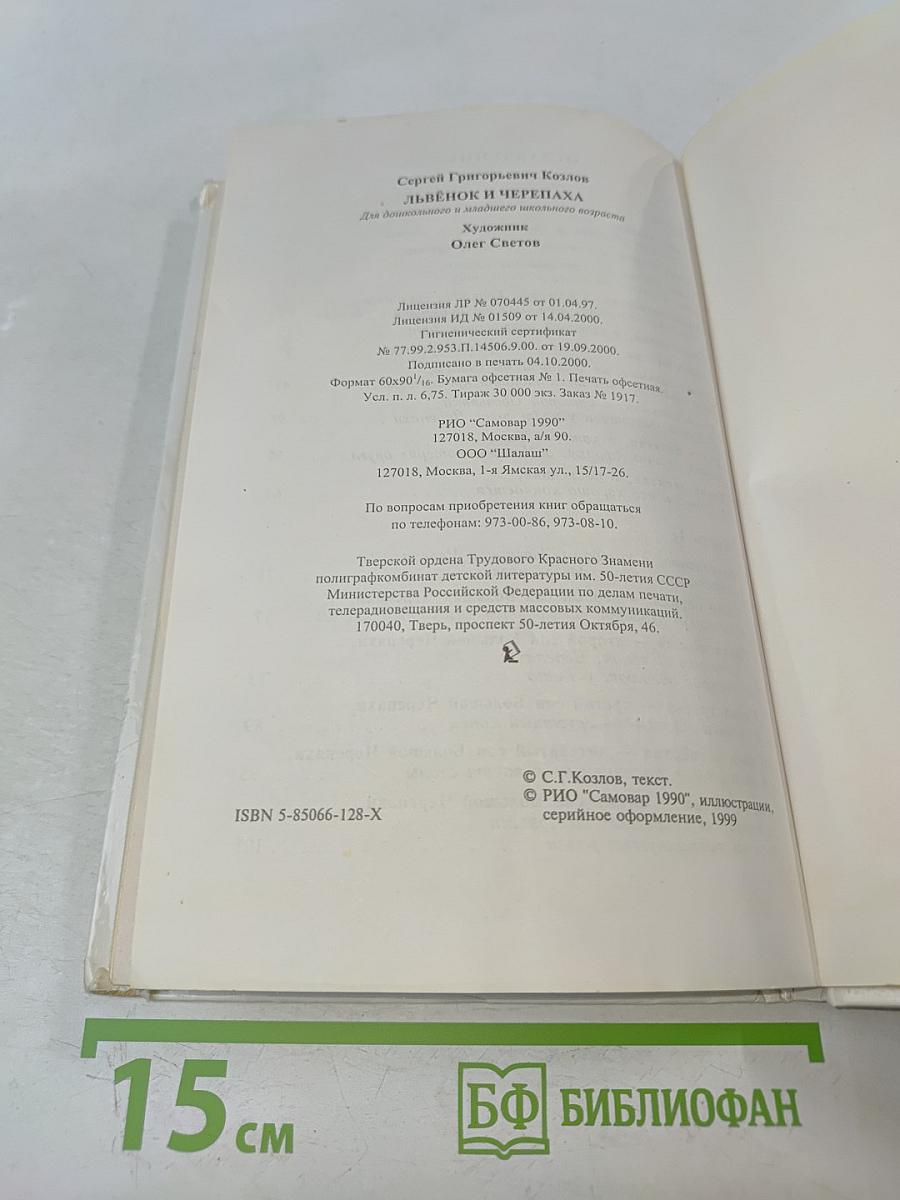 Сергей Григорьевич Козлов
ЛЬВЁНОК И ЧЕРЕПАХА
Для дошкольного и младшего школьного возраста
Художник
Олег Светов
Лицензия ЛР № 070445 от 01.04.97.
Лицензия ИД № 01509 от 14.04.2000.
Гигиенический сертификат
№ 77.99.2.953.П.14506.9.00. от 19.09.2000.
Подписано в печать 04.10.2000.
Формат 60x90¹/₁₆. Бумага офсетная № 1. Печать офсетная.
Усл. п. л. 6,75. Тираж 30 000 экз. Заказ № 1917.
РИО “Самовар 1990”
127018, Москва, а/я 90.
ООО “Шалаш”
127018, Москва, 1-я Ямская ул., 15/17-26.
По вопросам приобретения книг обращаться
по телефонам: 973-00-86, 973-08-10.
Тверской ордена Трудового Красного Знамени
полиграфкомбинат детской литературы им. 50-летия СССР
Министерства Российской Федерации по делам печати,
телерадиовещания и средств массовых коммуникаций.
170040, Тверь, проспект 50-летия Октября, 46.
© С.Г.Козлов, текст.
© РИО "Самовар 1990", иллюстрации,
серийное оформление, 1999
ISBN 5-85066-128-X
15 см
БФ БИБЛИОФАН